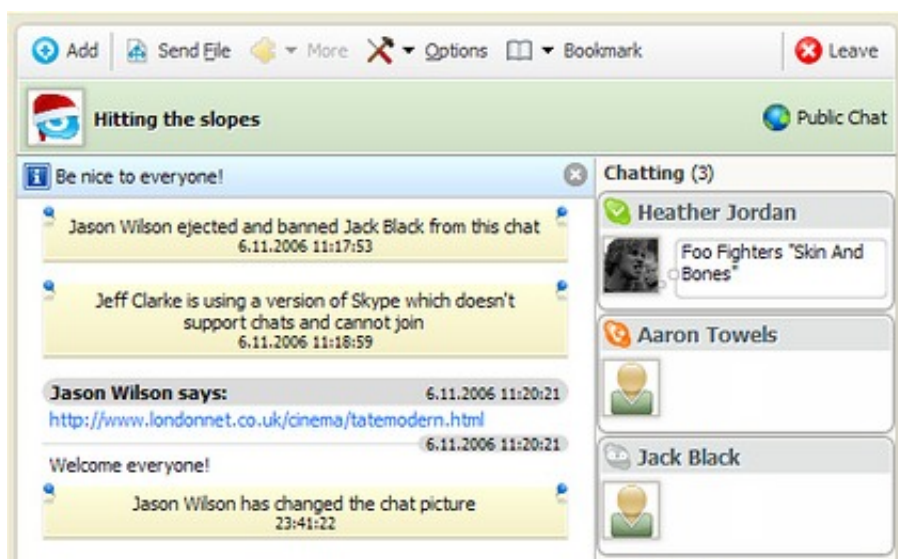 Add Send File More Options Bookmark Leave
Hitting the slopes
Public Chat
Be nice to everyone!
Jason Wilson ejected and banned Jack Black from this chat
6.11.2006 11:17:53
Jeff Clarke is using a version of Skype which doesn't
support chats and cannot join
6.11.2006 11:18:59
Jason Wilson says: 6.11.2006 11:20:21
http://www.londonnet.co.uk/cinema/tatemodern.html
6.11.2006 11:20:21
Welcome everyone!
Jason Wilson has changed the chat picture
23:41:22
Chatting (3)
Heather Jordan
Foo Fighters "Skin And
Bones"
Aaron Towels
Jack Black